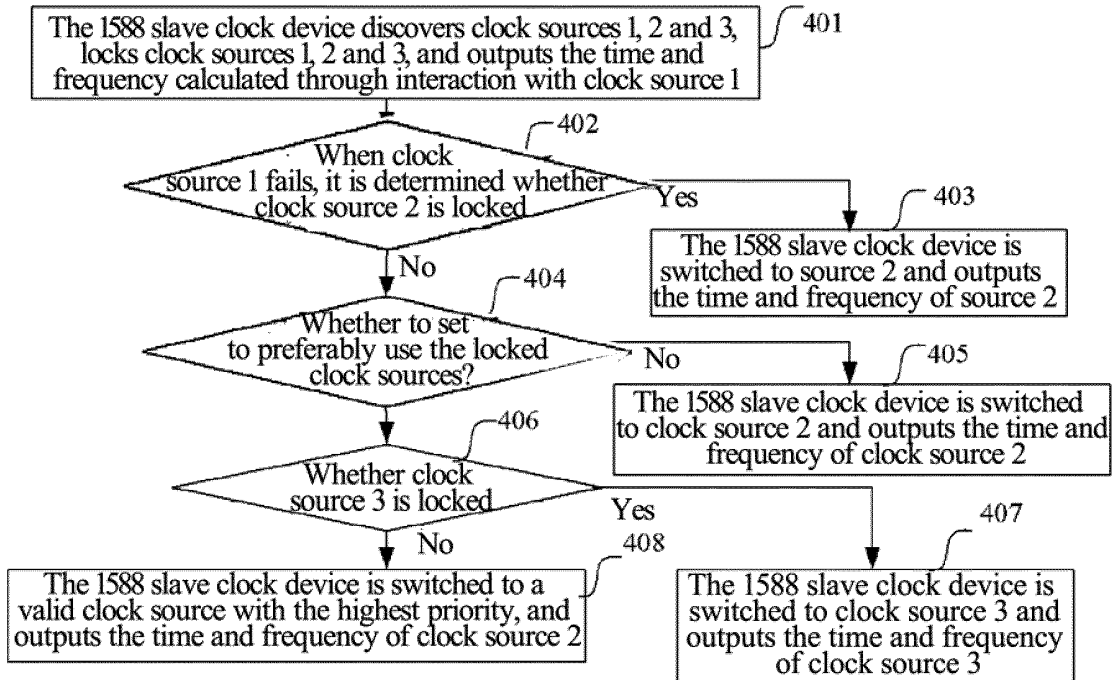 The 1588 slave clock device discovers clock sources 1, 2 and 3,
locks clock sources 1, 2 and 3, and outputs the time and
frequency calculated through interaction with clock source 1
401
402
When clock
source 1 fails, it is determined whether
clock source 2 is locked
Yes
403
The 1588 slave clock device is
switched to source 2 and outputs
the time and frequency of source 2
No
404
Whether to set
to preferably use the locked
clock sources?
No
405
The 1588 slave clock device is switched
to clock source 2 and outputs the time and
frequency of clock source 2
406
Whether clock
source 3 is locked
Yes
407
No
408
The 1588 slave clock device is switched to a
valid clock source with the highest priority, and
outputs the time and frequency of clock source 2
The 1588 slave clock device is
switched to clock source 3 and
outputs the time and frequency
of clock source 3